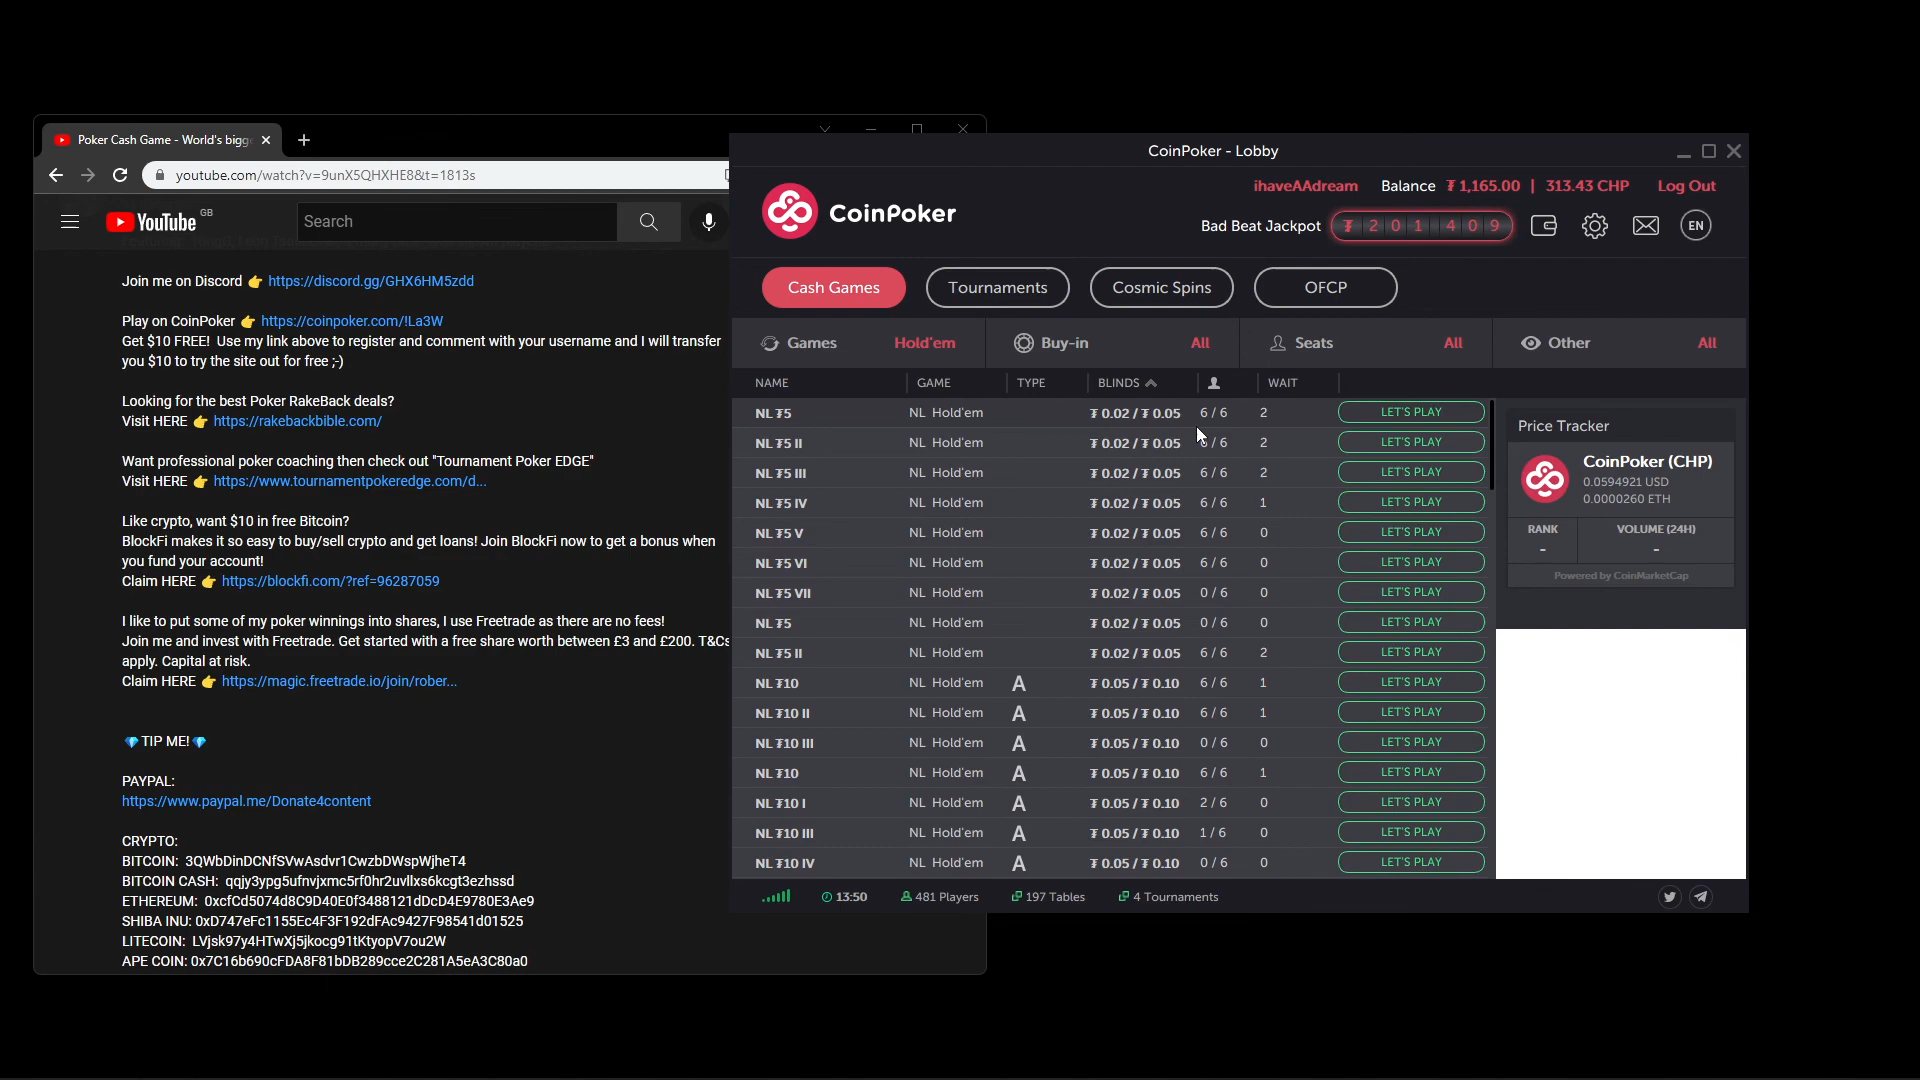 Poker Cash Game - World's bigg
youtube.com/watch?v=9unX5QHXHE8&t=1813s
YouTube GB
Search
Join me on Discord 👉 https://discord.gg/GHX6HM5zdd
Play on CoinPoker 👉 https://coinpoker.com/!La3W
Get $10 FREE! Use my link above to register and comment with your username and I will transfer
you $10 to try the site out for free ;-)
Looking for the best Poker RakeBack deals?
Visit HERE 👉 https://rakebackbible.com/
Want professional poker coaching then check out "Tournament Poker EDGE"
Visit HERE 👉 https://www.tournamentpokeredge.com/d...
Like crypto, want $10 in free Bitcoin?
BlockFi makes it so easy to buy/sell crypto and get loans! Join BlockFi now to get a bonus when
you fund your account!
Claim HERE 👉 https://blockfi.com/?ref=96287059
I like to put some of my poker winnings into shares, I use Freetrade as there are no fees!
Join me and invest with Freetrade. Get started with a free share worth between £3 and £200. T&Cs
apply. Capital at risk.
Claim HERE 👉 https://magic.freetrade.io/join/rober...
💎TIP ME!💎
PAYPAL:
https://www.paypal.me/Donate4content
CRYPTO:
BITCOIN: 3QWbDinDCNfSVwAsdvr1CwzbDWspWjheT4
BITCOIN CASH: qqjy3ypg5ufnvjxmc5rf0hr2uvllxs6kcgt3ezhssd
ETHEREUM: 0xcfCd5074d8C9D40E0f3488121dDcD4E9780E3Ae9
SHIBA INU: 0xD747eFc1155Ec4F3F192dFAc9427F98541d01525
LITECOIN: LVjsk97y4HTwXj5jkocg91tKtyopV7ou2W
APE COIN: 0x7C16b690cFDA8F81bDB289cce2C281A5eA3C80a0
CoinPoker - Lobby
CoinPoker
ihaveAAdream Balance ₮ 1,165.00 | 313.43 CHP Log Out
Bad Beat Jackpot ₮ 2 0 1 4 0 9 EN
Cash Games Tournaments Cosmic Spins OFCP
Games Hold'em Buy-in All Seats All Other All
NAME GAME TYPE BLINDS WAIT
NL ₮5 NL Hold'em ₮ 0.02 / ₮ 0.05 6 / 6 2 LET'S PLAY
NL ₮5 II NL Hold'em ₮ 0.02 / ₮ 0.05 6 / 6 2 LET'S PLAY
NL ₮5 III NL Hold'em ₮ 0.02 / ₮ 0.05 6 / 6 2 LET'S PLAY
NL ₮5 IV NL Hold'em ₮ 0.02 / ₮ 0.05 6 / 6 1 LET'S PLAY
NL ₮5 V NL Hold'em ₮ 0.02 / ₮ 0.05 6 / 6 0 LET'S PLAY
NL ₮5 VI NL Hold'em ₮ 0.02 / ₮ 0.05 6 / 6 0 LET'S PLAY
NL ₮5 VII NL Hold'em ₮ 0.02 / ₮ 0.05 0 / 6 0 LET'S PLAY
NL ₮5 NL Hold'em ₮ 0.02 / ₮ 0.05 0 / 6 0 LET'S PLAY
NL ₮5 II NL Hold'em ₮ 0.02 / ₮ 0.05 6 / 6 2 LET'S PLAY
NL ₮10 NL Hold'em A ₮ 0.05 / ₮ 0.10 6 / 6 1 LET'S PLAY
NL ₮10 II NL Hold'em A ₮ 0.05 / ₮ 0.10 6 / 6 1 LET'S PLAY
NL ₮10 III NL Hold'em A ₮ 0.05 / ₮ 0.10 0 / 6 0 LET'S PLAY
NL ₮10 NL Hold'em A ₮ 0.05 / ₮ 0.10 6 / 6 1 LET'S PLAY
NL ₮10 I NL Hold'em A ₮ 0.05 / ₮ 0.10 2 / 6 0 LET'S PLAY
NL ₮10 III NL Hold'em A ₮ 0.05 / ₮ 0.10 1 / 6 0 LET'S PLAY
NL ₮10 IV NL Hold'em A ₮ 0.05 / ₮ 0.10 0 / 6 0 LET'S PLAY
Price Tracker
CoinPoker (CHP)
0.0594921 USD
0.0000260 ETH
RANK VOLUME (24H)
- -
Powered by CoinMarketCap
13:50 481 Players 197 Tables 4 Tournaments